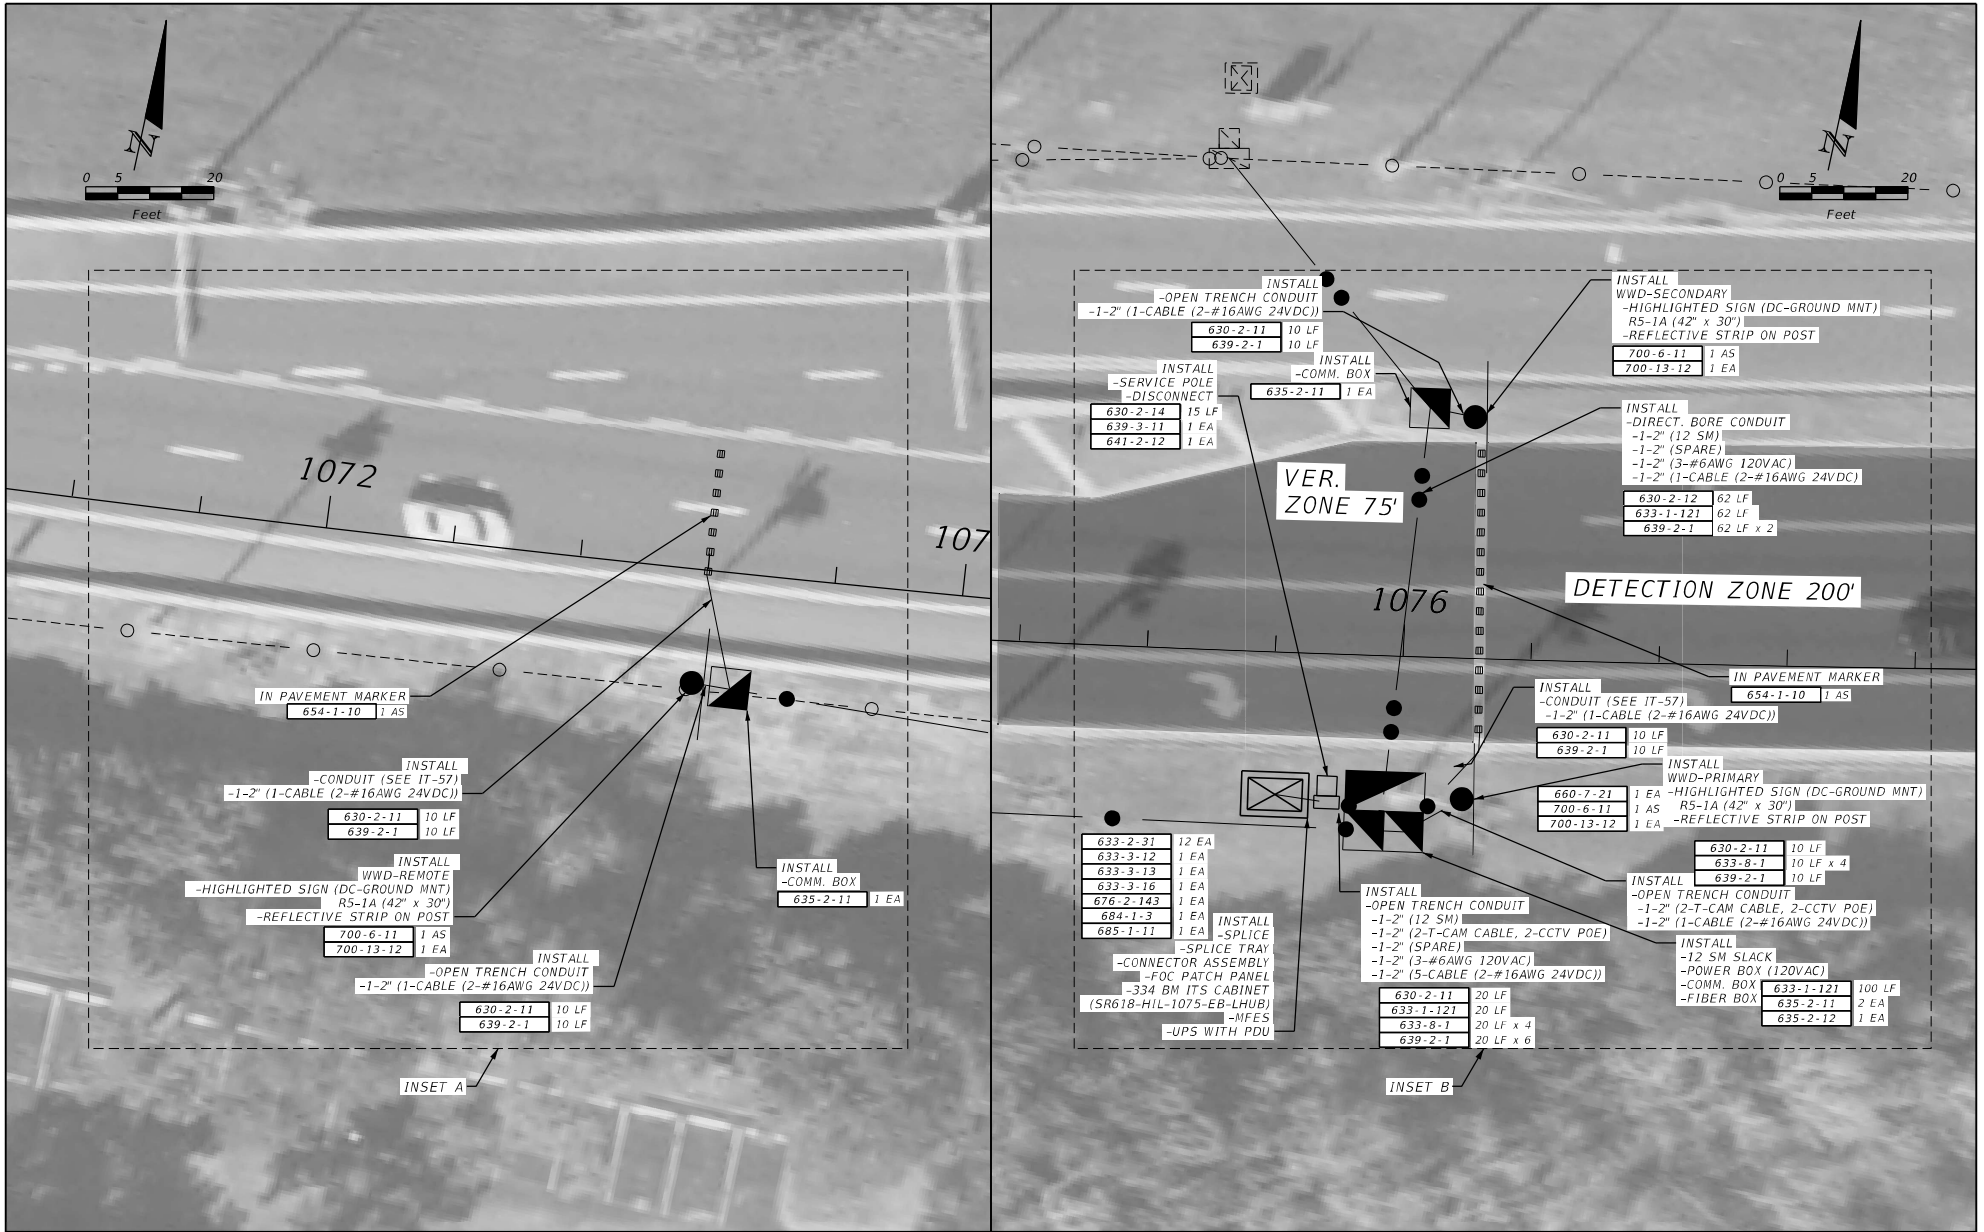 N
0 5 20
Feet
1072
107
IN PAVEMENT MARKER
654-1-10 1 AS
INSTALL
-CONDUIT (SEE IT-57)
-1-2" (1-CABLE (2-#16AWG 24VDC))
630-2-11 10 LF
639-2-1 10 LF
INSTALL
WWD-REMOTE
-HIGHLIGHTED SIGN (DC-GROUND MNT)
R5-1A (42" x 30")
-REFLECTIVE STRIP ON POST
700-6-11 1 AS
700-13-12 1 EA
INSTALL
-OPEN TRENCH CONDUIT
-1-2" (1-CABLE (2-#16AWG 24VDC))
630-2-11 10 LF
639-2-1 10 LF
INSTALL
-COMM. BOX
635-2-11 1 EA
INSET A
N
0 5 20
Feet
INSTALL
-OPEN TRENCH CONDUIT
-1-2" (1-CABLE (2-#16AWG 24VDC))
630-2-11 10 LF
639-2-1 10 LF
INSTALL
-COMM. BOX
635-2-11 1 EA
INSTALL
-SERVICE POLE
-DISCONNECT
630-2-14 15 LF
639-3-11 1 EA
641-2-12 1 EA
INSTALL
WWD-SECONDARY
-HIGHLIGHTED SIGN (DC-GROUND MNT)
R5-1A (42" x 30")
-REFLECTIVE STRIP ON POST
700-6-11 1 AS
700-13-12 1 EA
INSTALL
-DIRECT. BORE CONDUIT
-1-2" (12 SM)
-1-2" (SPARE)
-1-2" (3-#6AWG 120VAC)
-1-2" (1-CABLE (2-#16AWG 24VDC)
630-2-12 62 LF
633-1-121 62 LF
639-2-1 62 LF x 2
VER.
ZONE 75'
DETECTION ZONE 200'
1076
IN PAVEMENT MARKER
654-1-10 1 AS
INSTALL
-CONDUIT (SEE IT-57)
-1-2" (1-CABLE (2-#16AWG 24VDC))
630-2-11 10 LF
639-2-1 10 LF
INSTALL
WWD-PRIMARY
-HIGHLIGHTED SIGN (DC-GROUND MNT)
R5-1A (42" x 30")
-REFLECTIVE STRIP ON POST
660-7-21 1 EA
700-6-11 1 AS
700-13-12 1 EA
630-2-11 10 LF
633-8-1 10 LF x 4
639-2-1 10 LF
INSTALL
-OPEN TRENCH CONDUIT
-1-2" (2-T-CAM CABLE, 2-CCTV POE)
-1-2" (1-CABLE (2-#16AWG 24VDC))
INSTALL
-12 SM SLACK
-POWER BOX (120VAC)
-COMM. BOX
-FIBER BOX
633-1-121 100 LF
635-2-11 2 EA
635-2-12 1 EA
INSTALL
-OPEN TRENCH CONDUIT
-1-2" (12 SM)
-1-2" (2-T-CAM CABLE, 2-CCTV POE)
-1-2" (SPARE)
-1-2" (3-#6AWG 120VAC)
-1-2" (5-CABLE (2-#16AWG 24VDC))
630-2-11 20 LF
633-1-121 20 LF
633-8-1 20 LF x 4
639-2-1 20 LF x 6
633-2-31 12 EA
633-3-12 1 EA
633-3-13 1 EA
633-3-16 1 EA
676-2-143 1 EA
684-1-3 1 EA
685-1-11 1 EA
INSTALL
-SPLICE
-SPLICE TRAY
-CONNECTOR ASSEMBLY
-FOC PATCH PANEL
-334 BM ITS CABINET
(SR618-HIL-1075-EB-LHUB)
-MFES
-UPS WITH PDU
INSET B